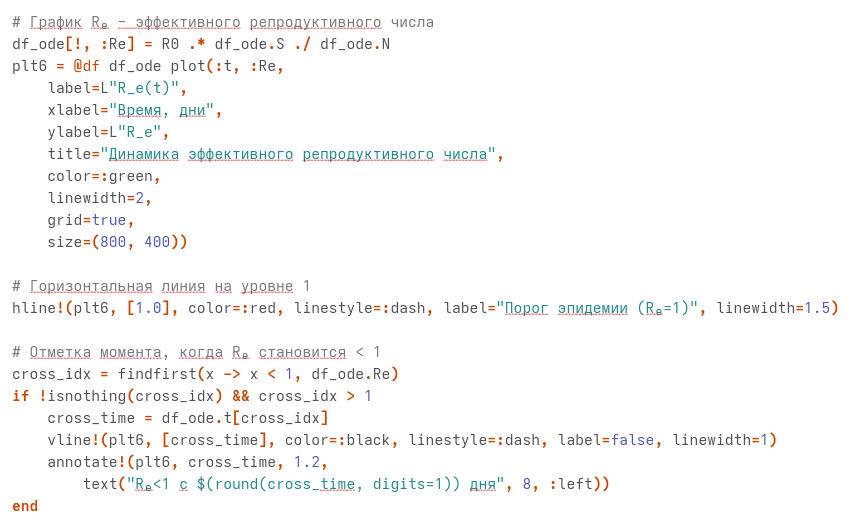 # График Rₑ - эффективного репродуктивного числа
df_ode[!, :Re] = R0 .* df_ode.S ./ df_ode.N
plt6 = @df df_ode plot(:t, :Re,
    label=L"R_e(t)",
    xlabel="Время, дни",
    ylabel=L"R_e",
    title="Динамика эффективного репродуктивного числа",
    color=:green,
    linewidth=2,
    grid=true,
    size=(800, 400))

# Горизонтальная линия на уровне 1
hline!(plt6, [1.0], color=:red, linestyle=:dash, label="Порог эпидемии (Rₑ=1)", linewidth=1.5)

# Отметка момента, когда Rₑ становится < 1
cross_idx = findfirst(x -> x < 1, df_ode.Re)
if !isnothing(cross_idx) && cross_idx > 1
    cross_time = df_ode.t[cross_idx]
    vline!(plt6, [cross_time], color=:black, linestyle=:dash, label=false, linewidth=1)
    annotate!(plt6, cross_time, 1.2,
        text("Rₑ<1 с $(round(cross_time, digits=1)) дня", 8, :left))
end